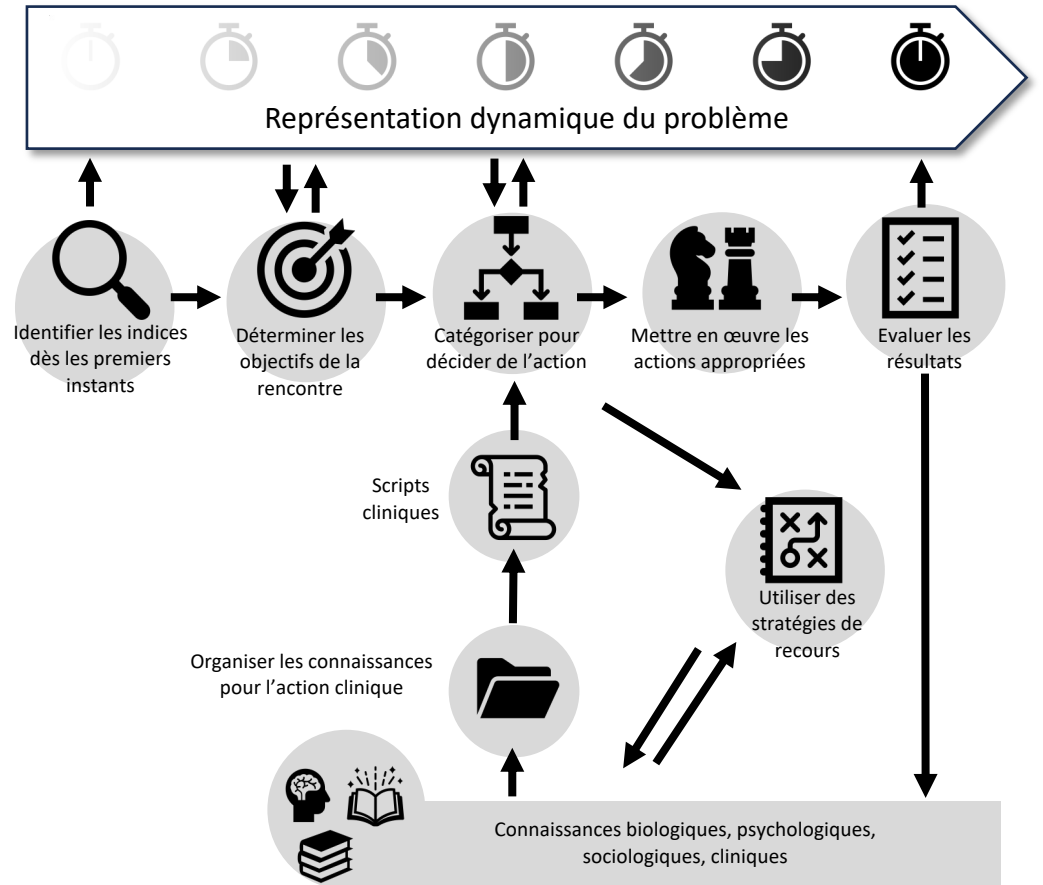 Représentation dynamique du problème
Identifier les indices
dès les premiers
instants
Déterminer les
objectifs de la
rencontre
Catégoriser pour
décider de l'action
Mettre en œuvre les
actions appropriées
Evaluer les
résultats
Scripts
cliniques
Utiliser des
stratégies de
recours
Organiser les connaissances
pour l'action clinique
Connaissances biologiques, psychologiques,
sociologiques, cliniques